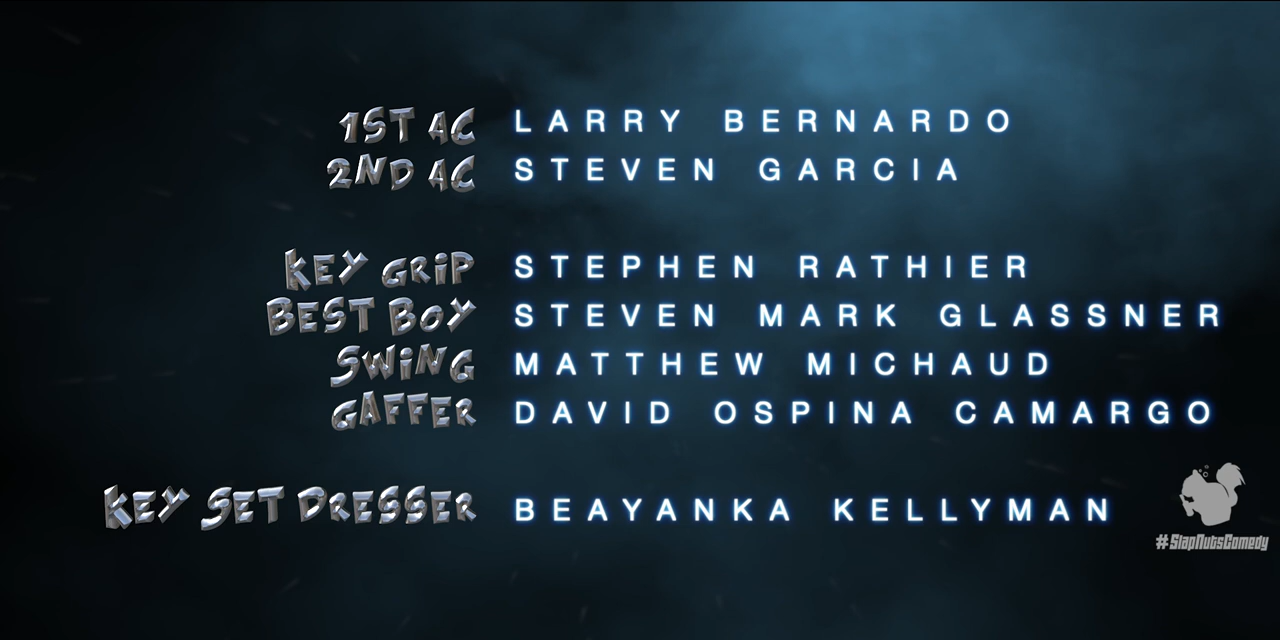 1ST AC LARRY BERNARDO
2ND AC STEVEN GARCIA
KEY GRiP STEPHEN RATHIER
BEST BOY STEVEN MARK GLASSNER
SWiNG MATTHEW MICHAUD
GAFFER DAVID OSPINA CAMARGO
KEY SET DRESSER BEAYANKA KELLYMAN
#SlapNutsComedy